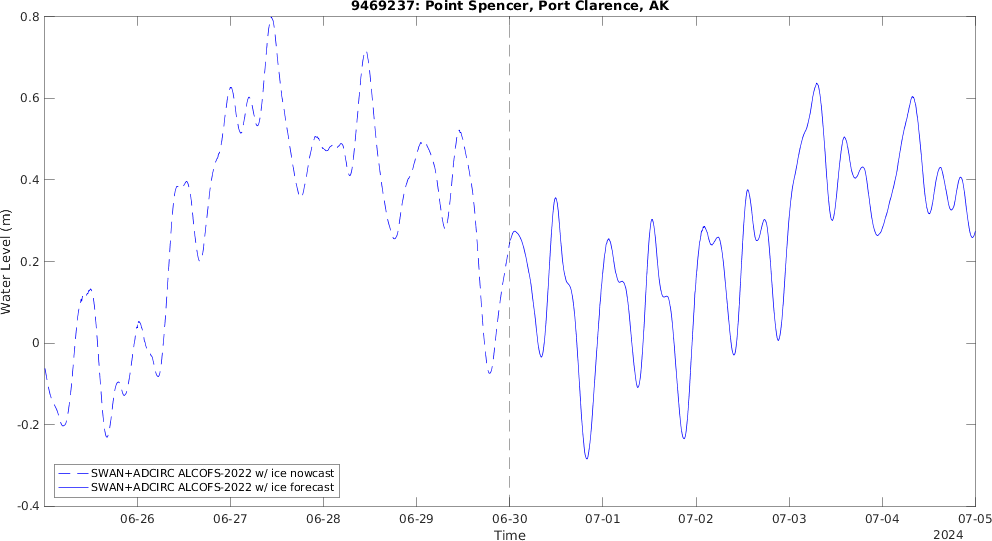 9469237: Point Spencer, Port Clarence, AK
0.8
0.6
0.4
0.2
0
-0.2
-0.4
Water Level (m)
SWAN+ADCIRC ALCOFS-2022 w/ ice nowcast
SWAN+ADCIRC ALCOFS-2022 w/ ice forecast
06-26 06-27 06-28 06-29 06-30 07-01 07-02 07-03 07-04 07-05
Time
2024